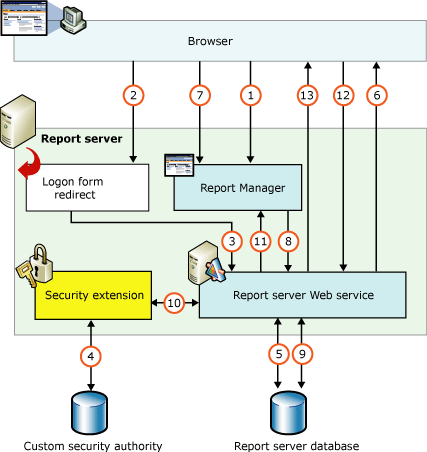 Browser
2
7
1
13
12
6
Report server
Logon form
redirect
Report Manager
3
11
8
Security extension
10
Report server Web service
4
5
9
Custom security authority
Report server database